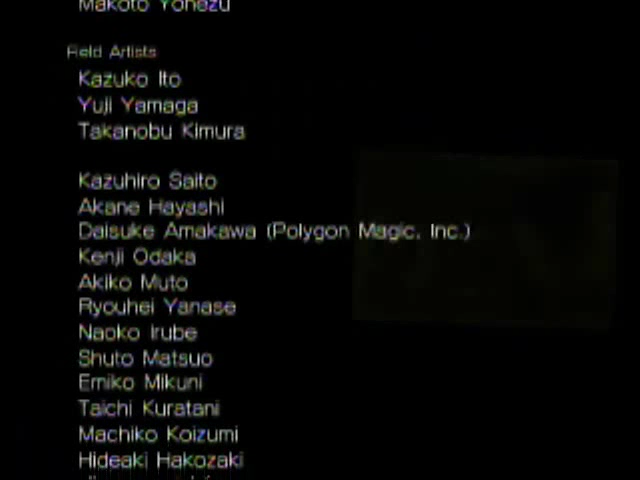 Makoto Yonezu
Field Artists
Kazuko Ito
Yuji Yamaga
Takanobu Kimura
Kazuhiro Saito
Akane Hayashi
Daisuke Amakawa (Polygon Magic, Inc.)
Kenji Odaka
Akiko Muto
Ryouhei Yanase
Naoko Irube
Shuto Matsuo
Emiko Mikuni
Taichi Kuratani
Machiko Koizumi
Hideaki Hakozaki